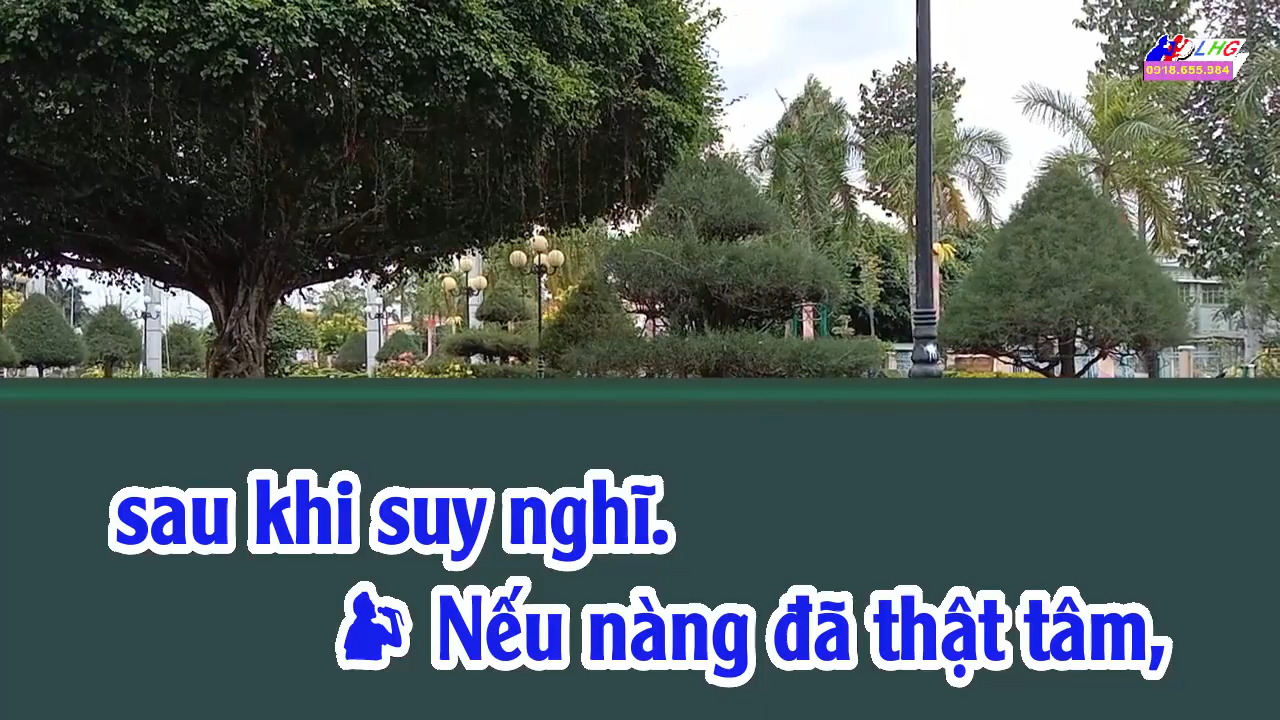 LHG
0918.655.984
sau khi suy nghĩ.
Nếu nàng đã thật tâm,